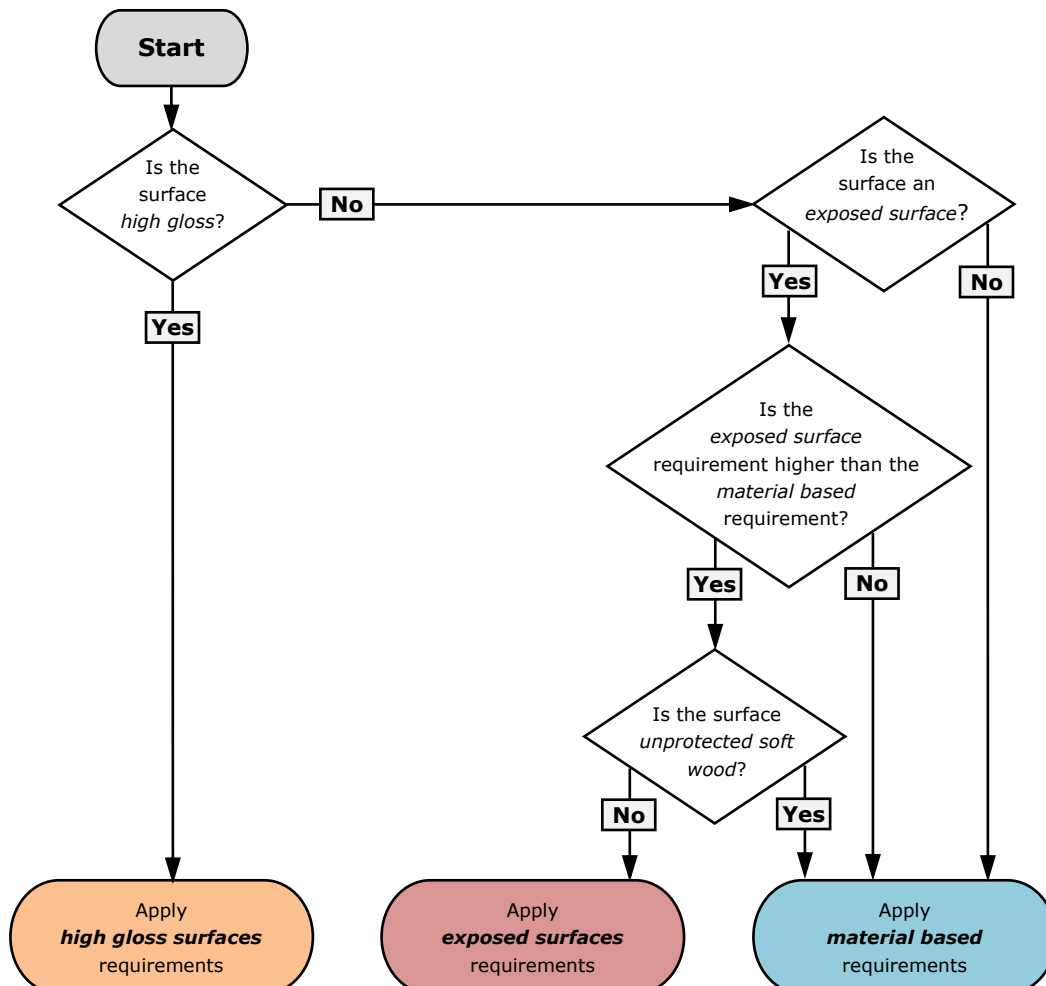 Start
Is the
surface
high gloss?
No
Is the
surface an
exposed surface?
Yes
No
Yes
Is the
exposed surface
requirement higher than the
material based
requirement?
Yes
No
Is the surface
unprotected soft
wood?
No
Yes
Apply
high gloss surfaces
requirements
Apply
exposed surfaces
requirements
Apply
material based
requirements